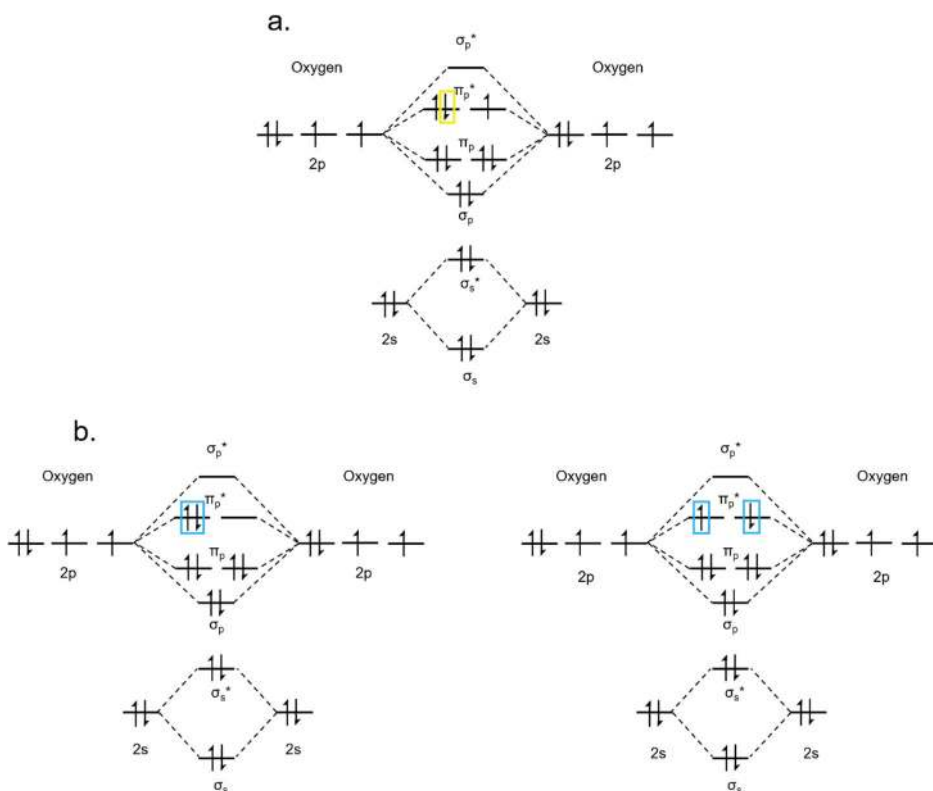 a.
σp*
Oxygen
Oxygen
πp*
2p
πp
2p
σp
σs*
2s
2s
σs
b.
σp*
Oxygen
Oxygen
πp*
2p
πp
2p
σp
σs*
2s
2s
σs
σp*
Oxygen
Oxygen
πp*
2p
πp
2p
σp
σs*
2s
2s
σs